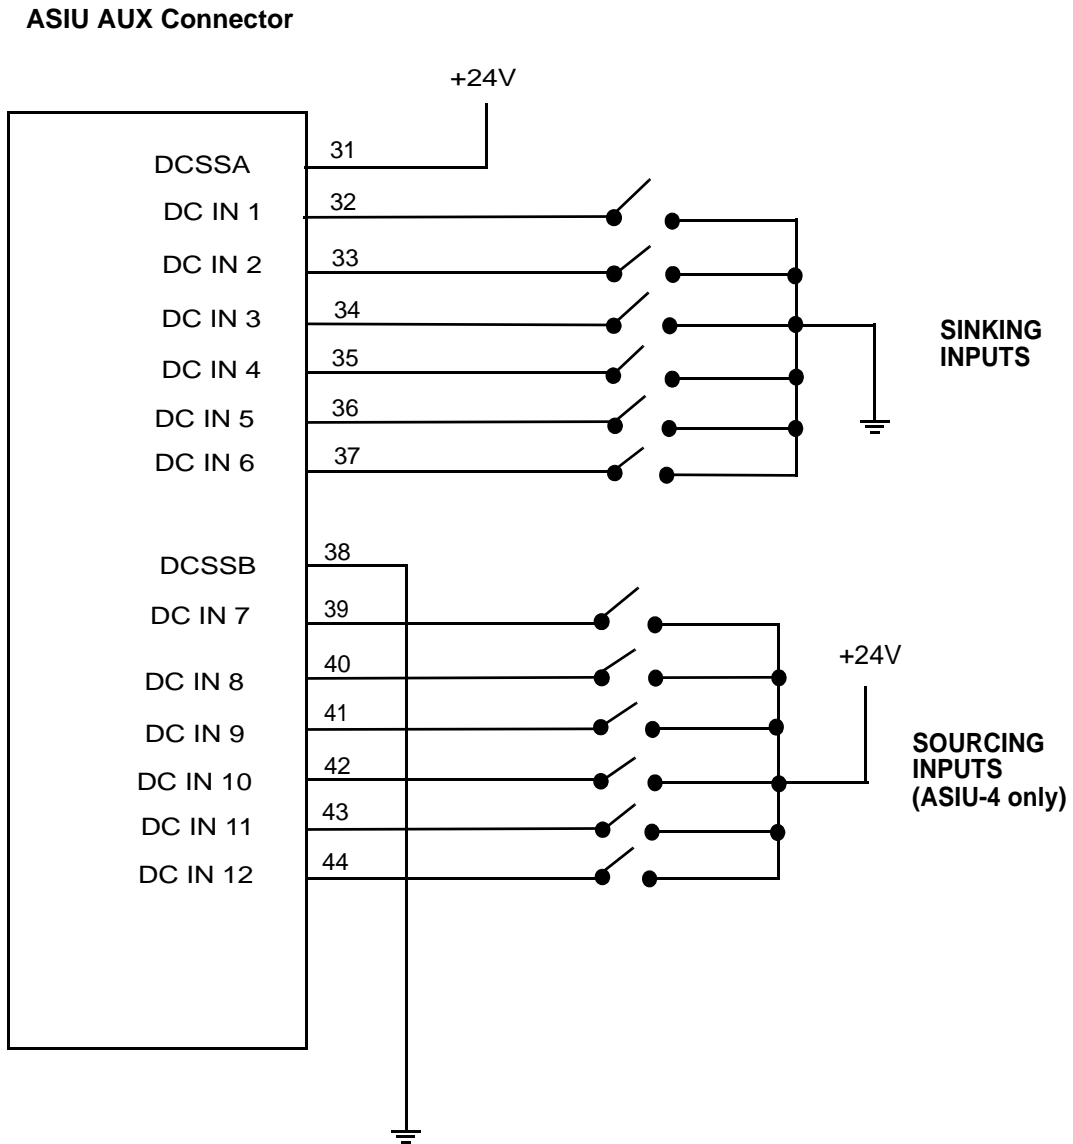 ASIU AUX Connector
+24V
DCSSA 31
DC IN 1 32
DC IN 2 33
DC IN 3 34
DC IN 4 35
DC IN 5 36
DC IN 6 37
SINKING
INPUTS
DCSSB 38
DC IN 7 39
DC IN 8 40
DC IN 9 41
DC IN 10 42
DC IN 11 43
DC IN 12 44
+24V
SOURCING
INPUTS
(ASIU-4 only)